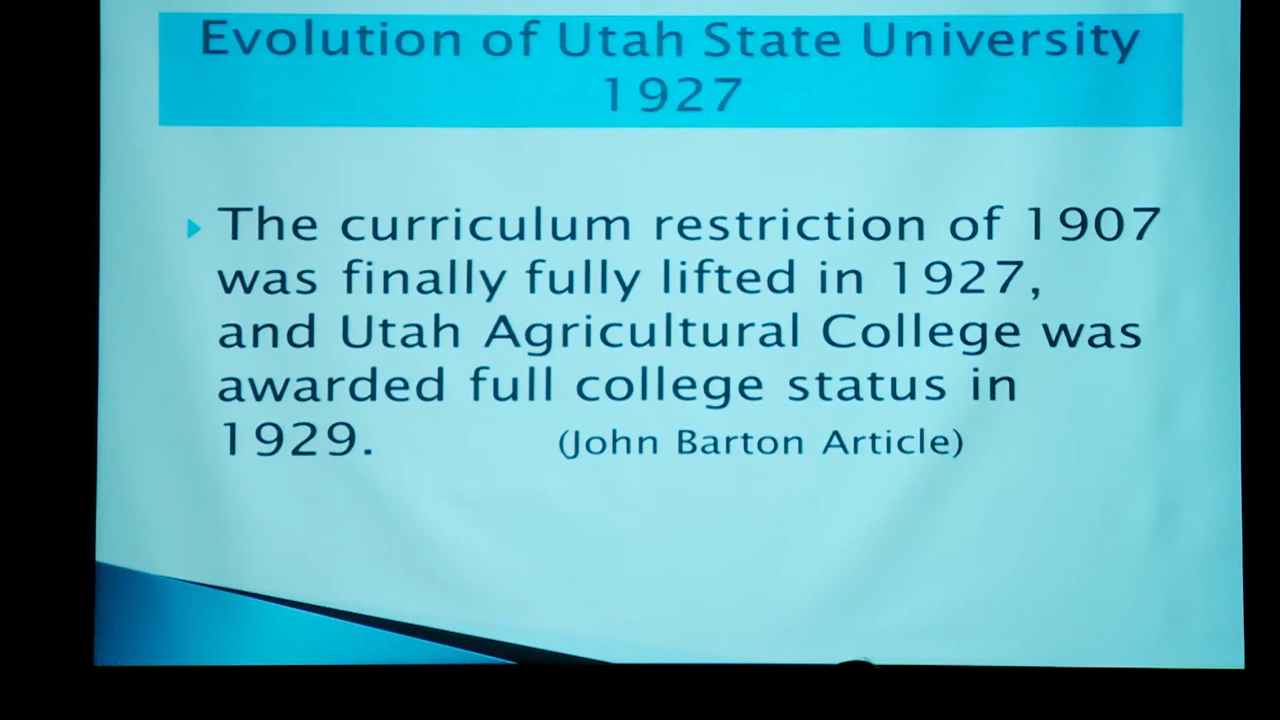 Evolution of Utah State University
1927
The curriculum restriction of 1907
was finally fully lifted in 1927,
and Utah Agricultural College was
awarded full college status in
1929. (John Barton Article)